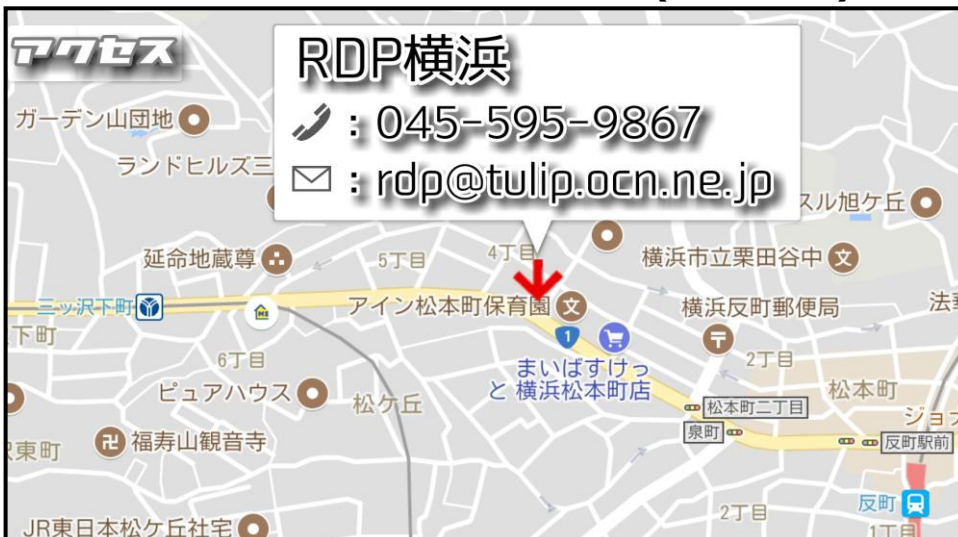 アクセス
RDP横浜
：045-595-9867
：rdp@tulip.ocn.ne.jp
ガーデン山団地
ランドヒルズ三
スル旭ケ丘
延命地蔵尊
5丁目
4丁目
横浜市立栗田谷中
文
三ッ沢下町
アイン松本町保育園
文
横浜反町郵便局
法華
下町
1
6丁目
まいばすけっ
と 横浜松本町店
2丁目
ピュアハウス
松ケ丘
松本町二丁目
松本町
ジョナ
泉町
反町駅前
東町
福寿山観音寺
反町
2丁目
JR東日本松ケ丘社宅
1丁目